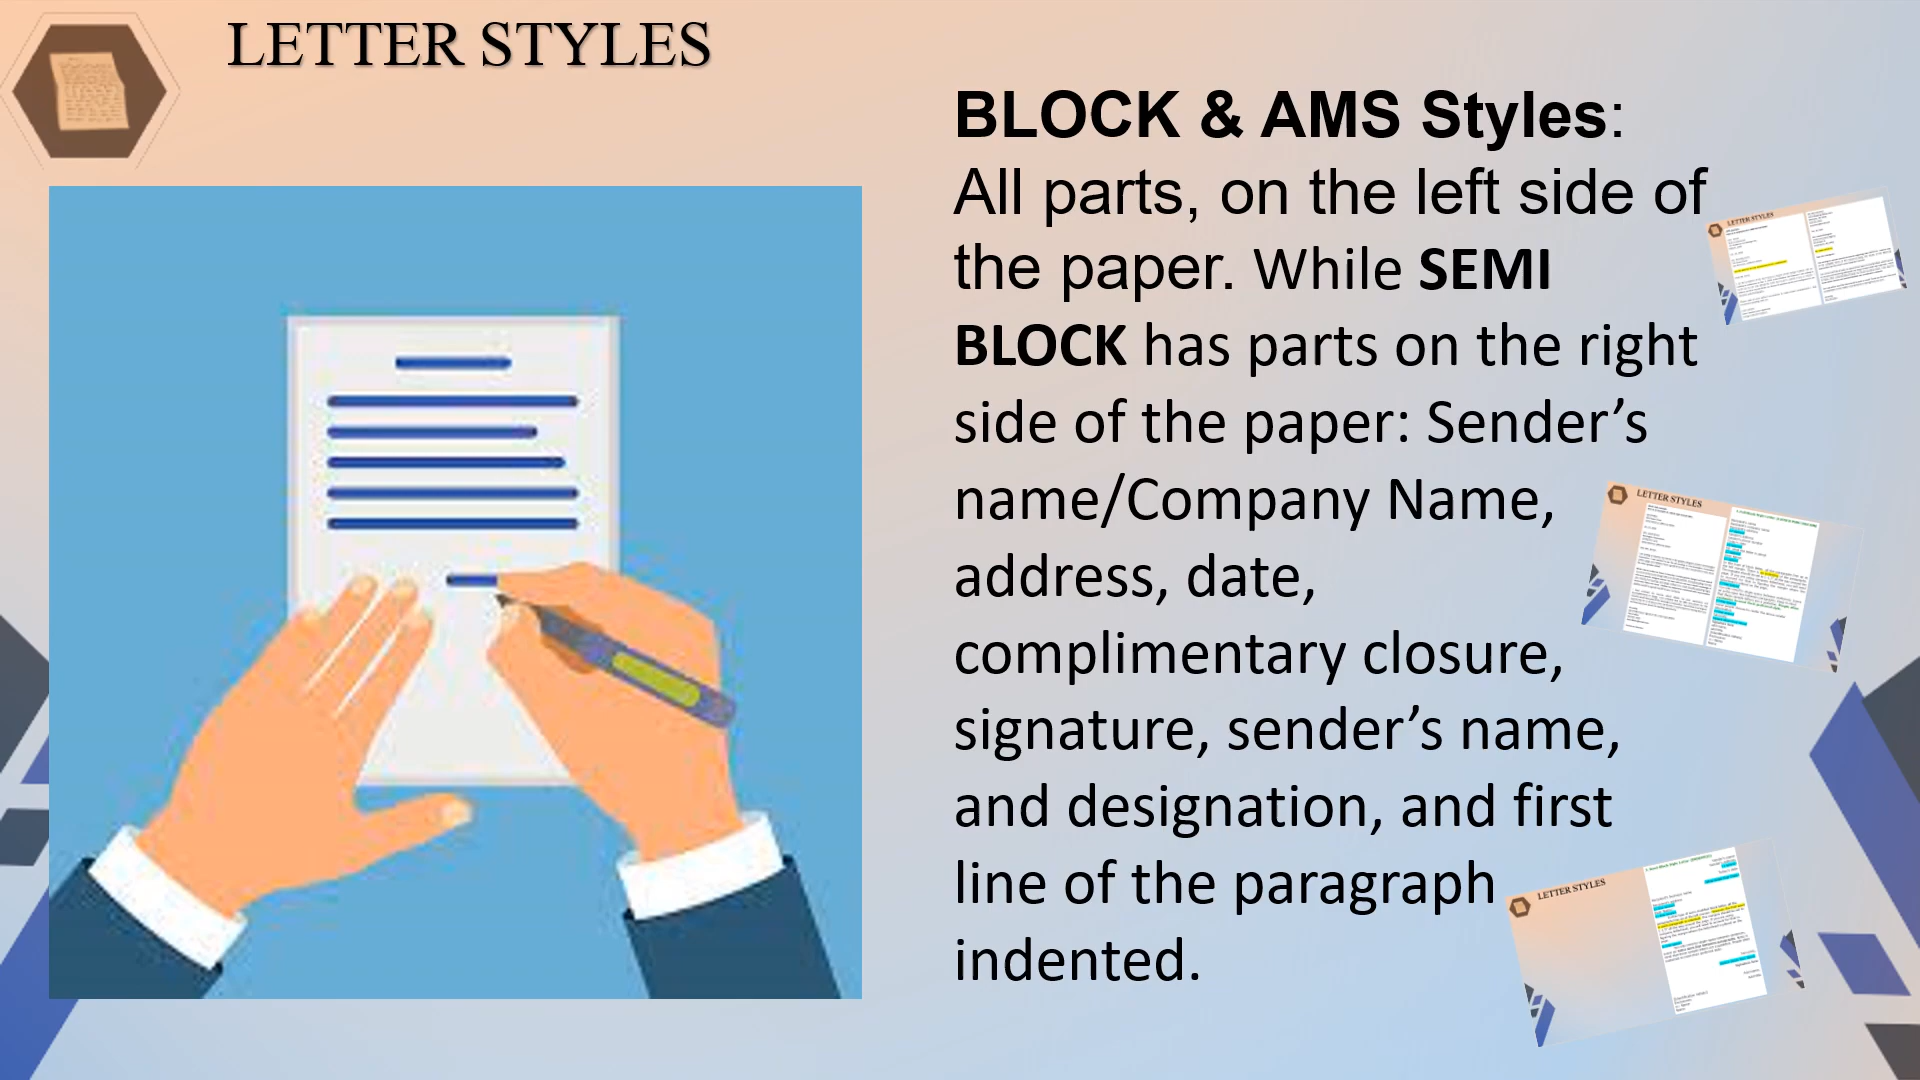 LETTER STYLES
BLOCK & AMS Styles:
All parts, on the left side of
the paper. While SEMI
BLOCK has parts on the right
side of the paper: Sender’s
name/Company Name,
address, date,
complimentary closure,
signature, sender’s name,
and designation, and first
line of the paragraph
indented.
LETTER STYLES
LETTER STYLES
LETTER STYLES